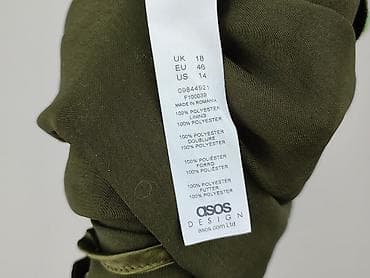 UK 18
EU 46
US 14
09844921
F100039
MADE IN ROMANIA
100% POLYESTER
LINING
100% POLYESTER
100% POLYESTER
DOUBLURE
100% POLYESTER
100% POLIÉSTER
FORRO
100% POLIÉSTER
100% POLYESTER
FUTTER
100% POLYESTER
asos
DESIGN
asos.com Ltd